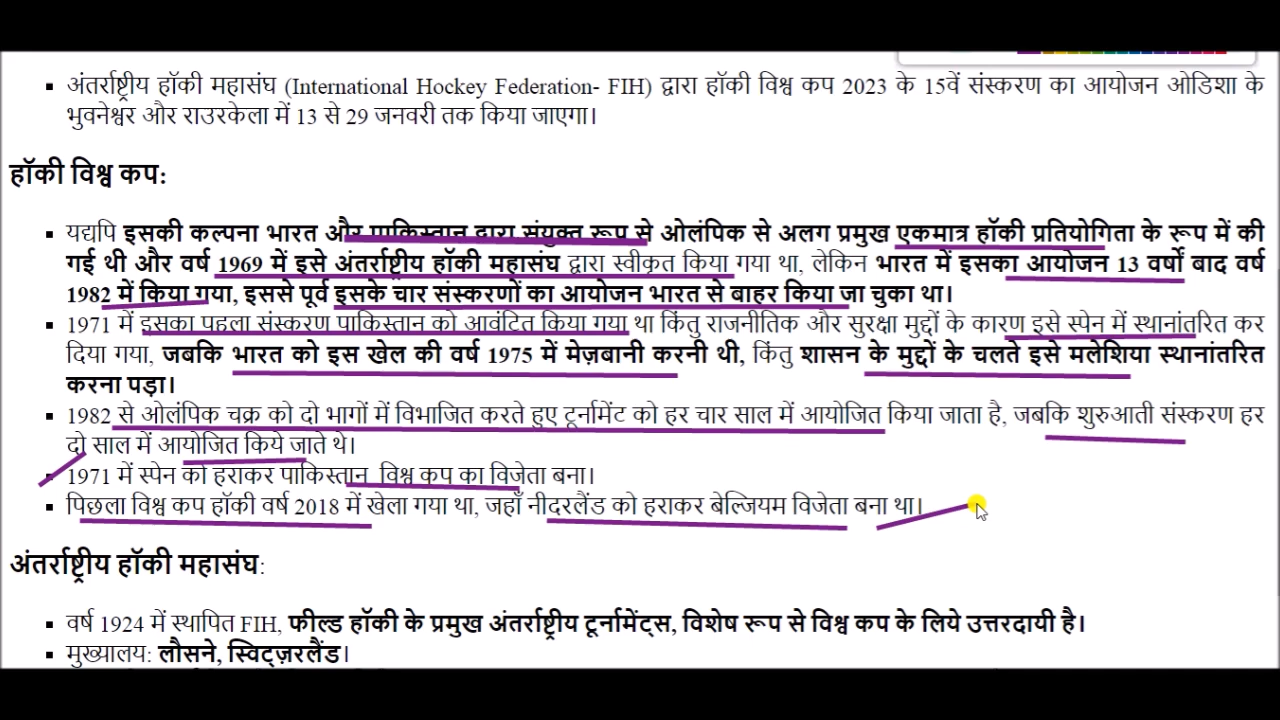 ▪ अंतर्राष्ट्रीय हॉकी महासंघ (International Hockey Federation- FIH) द्वारा हॉकी विश्व कप 2023 के 15वें संस्करण का आयोजन ओडिशा के
भुवनेश्वर और राउरकेला में 13 से 29 जनवरी तक किया जाएगा।
हॉकी विश्व कप:
▪ यद्यपि इसकी कल्पना भारत और पाकिस्तान द्वारा संयुक्त रूप से ओलंपिक से अलग प्रमुख एकमात्र हॉकी प्रतियोगिता के रूप में की
गई थी और वर्ष 1969 में इसे अंतर्राष्ट्रीय हॉकी महासंघ द्वारा स्वीकृत किया गया था, लेकिन भारत में इसका आयोजन 13 वर्षों बाद वर्ष
1982 में किया गया, इससे पूर्व इसके चार संस्करणों का आयोजन भारत से बाहर किया जा चुका था।
▪ 1971 में इसका पहला संस्करण पाकिस्तान को आवंटित किया गया था किंतु राजनीतिक और सुरक्षा मुद्दों के कारण इसे स्पेन में स्थानांतरित कर
दिया गया, जबकि भारत को इस खेल की वर्ष 1975 में मेज़बानी करनी थी, किंतु शासन के मुद्दों के चलते इसे मलेशिया स्थानांतरित
करना पड़ा।
▪ 1982 से ओलंपिक चक्र को दो भागों में विभाजित करते हुए टूर्नामेंट को हर चार साल में आयोजित किया जाता है, जबकि शुरुआती संस्करण हर
दो साल में आयोजित किये जाते थे।
▪ 1971 में स्पेन को हराकर पाकिस्तान विश्व कप का विजेता बना।
▪ पिछला विश्व कप हॉकी वर्ष 2018 में खेला गया था, जहाँ नीदरलैंड को हराकर बेल्जियम विजेता बना था।
अंतर्राष्ट्रीय हॉकी महासंघ:
▪ वर्ष 1924 में स्थापित FIH, फील्ड हॉकी के प्रमुख अंतर्राष्ट्रीय टूर्नामेंट्स, विशेष रूप से विश्व कप के लिये उत्तरदायी है।
▪ मुख्यालय: लौसने, स्विट्ज़रलैंड।